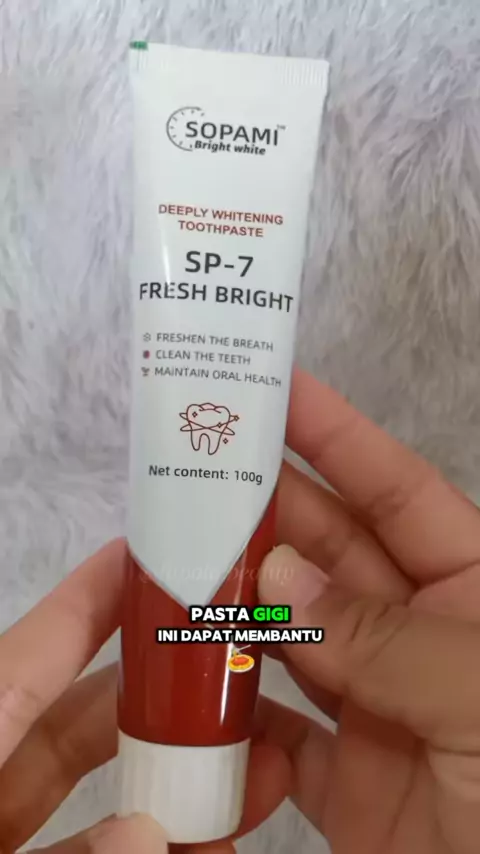 SOPAMI™
Bright white
DEEPLY WHITENING
TOOTHPASTE
SP-7
FRESH BRIGHT
FRESHEN THE BREATH
CLEAN THE TEETH
MAINTAIN ORAL HEALTH
Net content: 100g
PASTA GIGI
INI DAPAT MEMBANTU